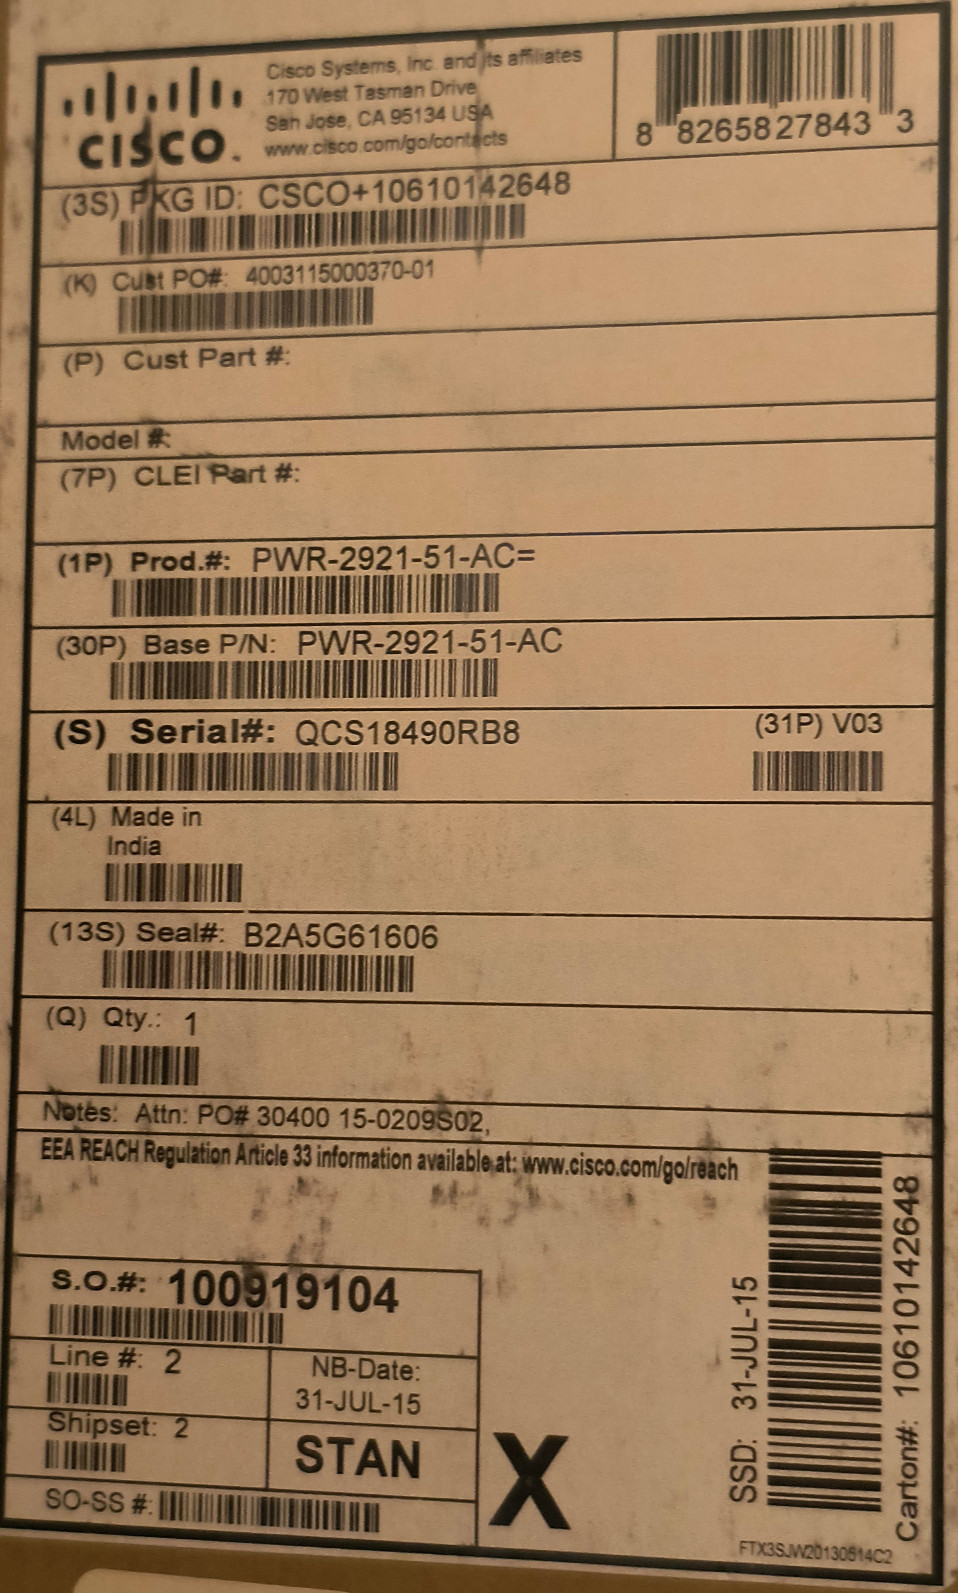 CISCO.
Cisco Systems, Inc. and its affiliates
170 West Tasman Drive
San Jose, CA 95134 USA
www.cisco.com/go/contacts
8 82658 27843 3
(3S) PKG ID: CSCO+10610142648
(K) Cust PO#: 4003115000370-01
(P) Cust Part #:
Model #:
(7P) CLEI Part #:
(1P) Prod.#: PWR-2921-51-AC=
(30P) Base P/N: PWR-2921-51-AC
(S) Serial#: QCS18490RB8
(31P) V03
(4L) Made in
India
(13S) Seal#: B2A5G61606
(Q) Qty.: 1
Notes: Attn: PO# 30400 15-0209S02,
EEA REACH Regulation Article 33 information available at: www.cisco.com/go/reach
S.O.#: 100919104
Line #: 2
NB-Date:
31-JUL-15
Shipset: 2
STAN
SO-SS #:
X
SSD: 31-JUL-15
Carton#: 10610142648
FTX3SJW20130514C2